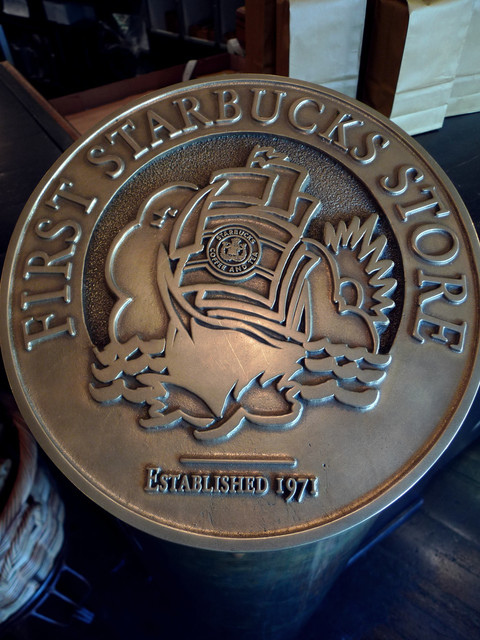 FIRST STARBUCKS STORE
STARBUCKS
COFFEE AND TEA
ESTABLISHED 1971